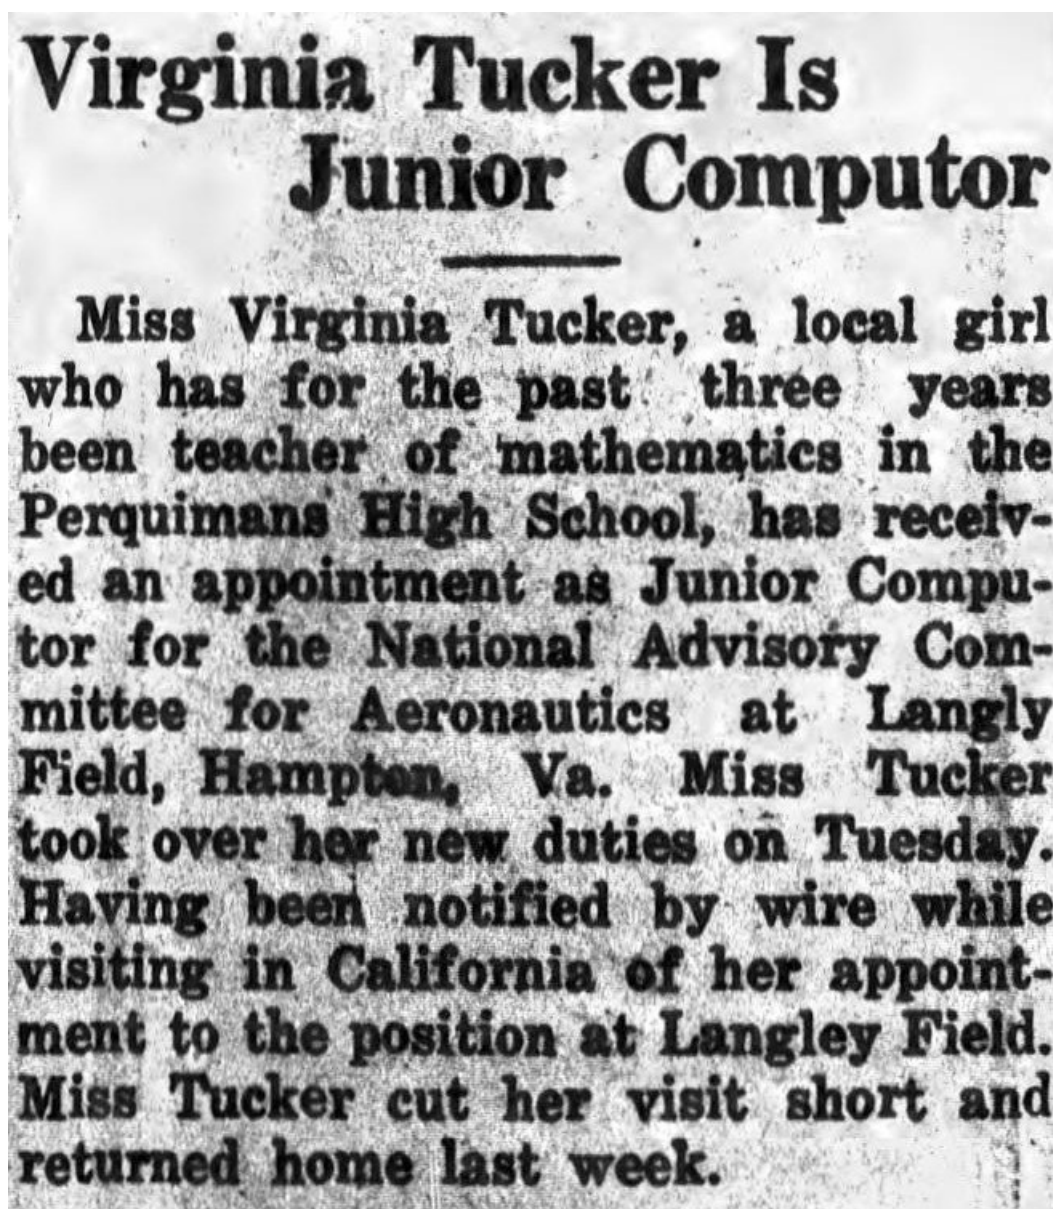 Virginia Tucker Is
Junior Computor
Miss Virginia Tucker, a local girl
who has for the past three years
been teacher of mathematics in the
Perquimans High School, has receiv-
ed an appointment as Junior Compu-
tor for the National Advisory Com-
mittee for Aeronautics at Langly
Field, Hampton, Va. Miss Tucker
took over her new duties on Tuesday.
Having been notified by wire while
visiting in California of her appoint-
ment to the position at Langley Field.
Miss Tucker cut her visit short and
returned home last week.